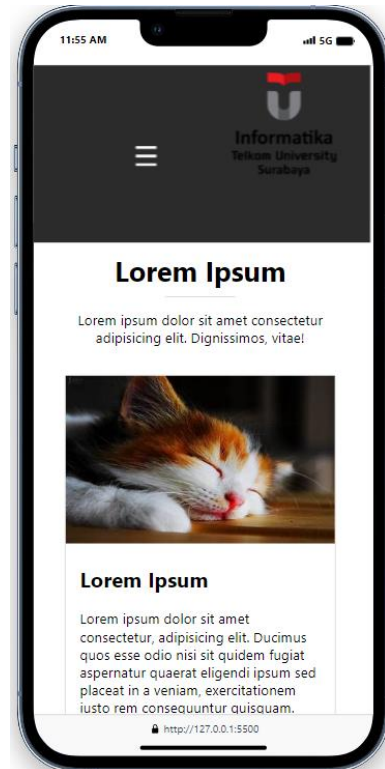 11:55 AM
5G
Informatika
Telkom University
Surabaya
Lorem Ipsum
Lorem ipsum dolor sit amet consectetur
adipisicing elit. Dignissimos, vitae!
Lorem Ipsum
Lorem ipsum dolor sit amet
consectetur, adipisicing elit. Ducimus
quos esse odio nisi sit quidem fugiat
aspernatur quaerat eligendi ipsum sed
placeat in a veniam, exercitationem
iusto rem consequuntur quisquam.
http://127.0.0.1:5500